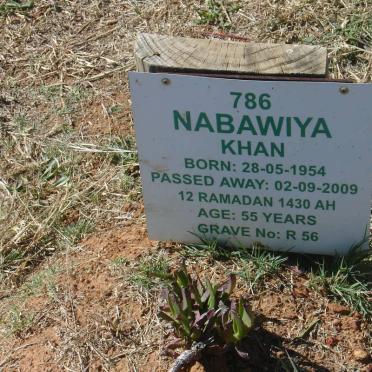 786
NABAWIYA
KHAN
BORN: 28-05-1954
PASSED AWAY: 02-09-2009
12 RAMADAN 1430 AH
AGE: 55 YEARS
GRAVE No: R 56